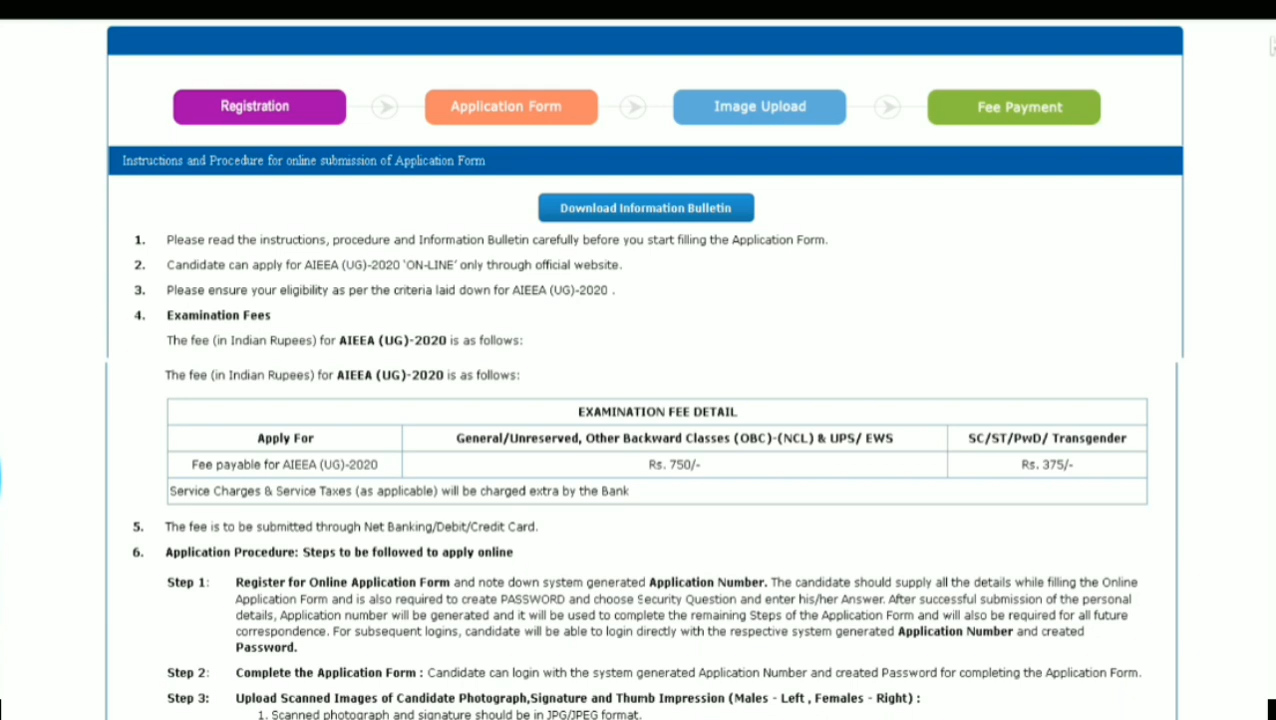 Registration
Application Form
Image Upload
Fee Payment
Instructions and Procedure for online submission of Application Form
Download Information Bulletin
1. Please read the instructions, procedure and Information Bulletin carefully before you start filling the Application Form.
2. Candidate can apply for AIEEA (UG)-2020 'ON-LINE' only through official website.
3. Please ensure your eligibility as per the criteria laid down for AIEEA (UG)-2020 .
4. Examination Fees
The fee (in Indian Rupees) for AIEEA (UG)-2020 is as follows:
The fee (in Indian Rupees) for AIEEA (UG)-2020 is as follows:
EXAMINATION FEE DETAIL
Apply For General/Unreserved, Other Backward Classes (OBC)-(NCL) & UPS/ EWS SC/ST/PwD/ Transgender
Fee payable for AIEEA (UG)-2020 Rs. 750/- Rs. 375/-
Service Charges & Service Taxes (as applicable) will be charged extra by the Bank
5. The fee is to be submitted through Net Banking/Debit/Credit Card.
6. Application Procedure: Steps to be followed to apply online
Step 1: Register for Online Application Form and note down system generated Application Number. The candidate should supply all the details while filling the Online
Application Form and is also required to create PASSWORD and choose Security Question and enter his/her Answer. After successful submission of the personal
details, Application number will be generated and it will be used to complete the remaining Steps of the Application Form and will also be required for all future
correspondence. For subsequent logins, candidate will be able to login directly with the respective system generated Application Number and created
Password.
Step 2: Complete the Application Form : Candidate can login with the system generated Application Number and created Password for completing the Application Form.
Step 3: Upload Scanned Images of Candidate Photograph,Signature and Thumb Impression (Males - Left , Females - Right) :
1. Scanned photograph and signature should be in JPG/JPEG format.